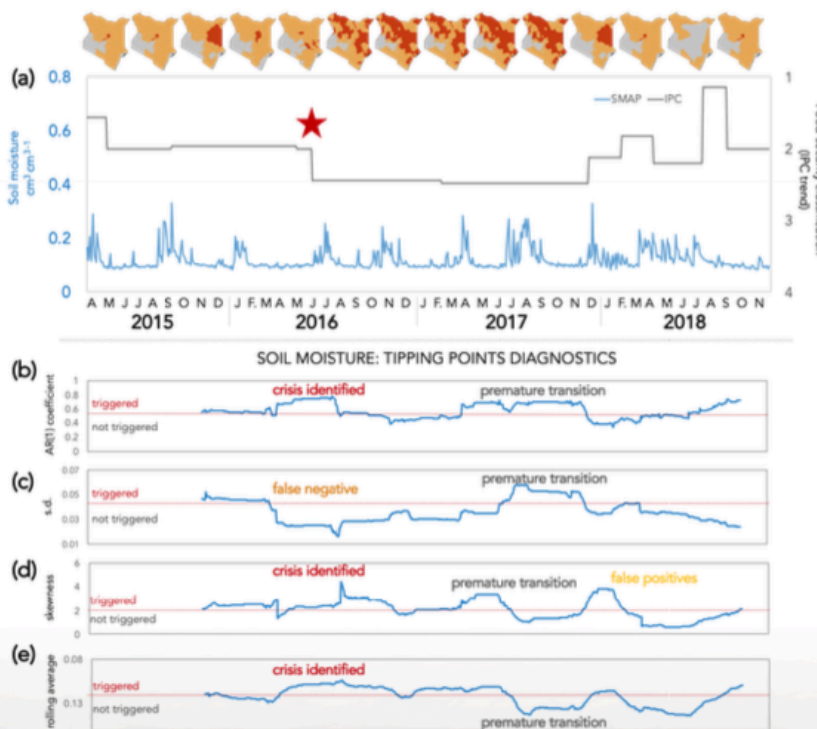 (a)
0.8
0.6
0.4
0.2
0
Soil moisture
cm³ cm³⁻¹
SMAP
IPC
1
2
3
4
(IPC trend)
A M J J A S O N D J F. M A M J J A S O N D J F. M A M J J A S O N D J F. M A M J J A S O N
2015 2016 2017 2018
SOIL MOISTURE: TIPPING POINTS DIAGNOSTICS
(b)
AR(1) coefficient
1
0.8
0.6
0.4
0.2
0
triggered
not triggered
crisis identified
premature transition
(c)
s.d.
0.07
0.05
0.03
0.01
triggered
not triggered
false negative
premature transition
(d)
skewness
6
4
2
0
triggered
not triggered
crisis identified
premature transition
false positives
(e)
rolling average
0.08
0.13
triggered
not triggered
crisis identified
premature transition